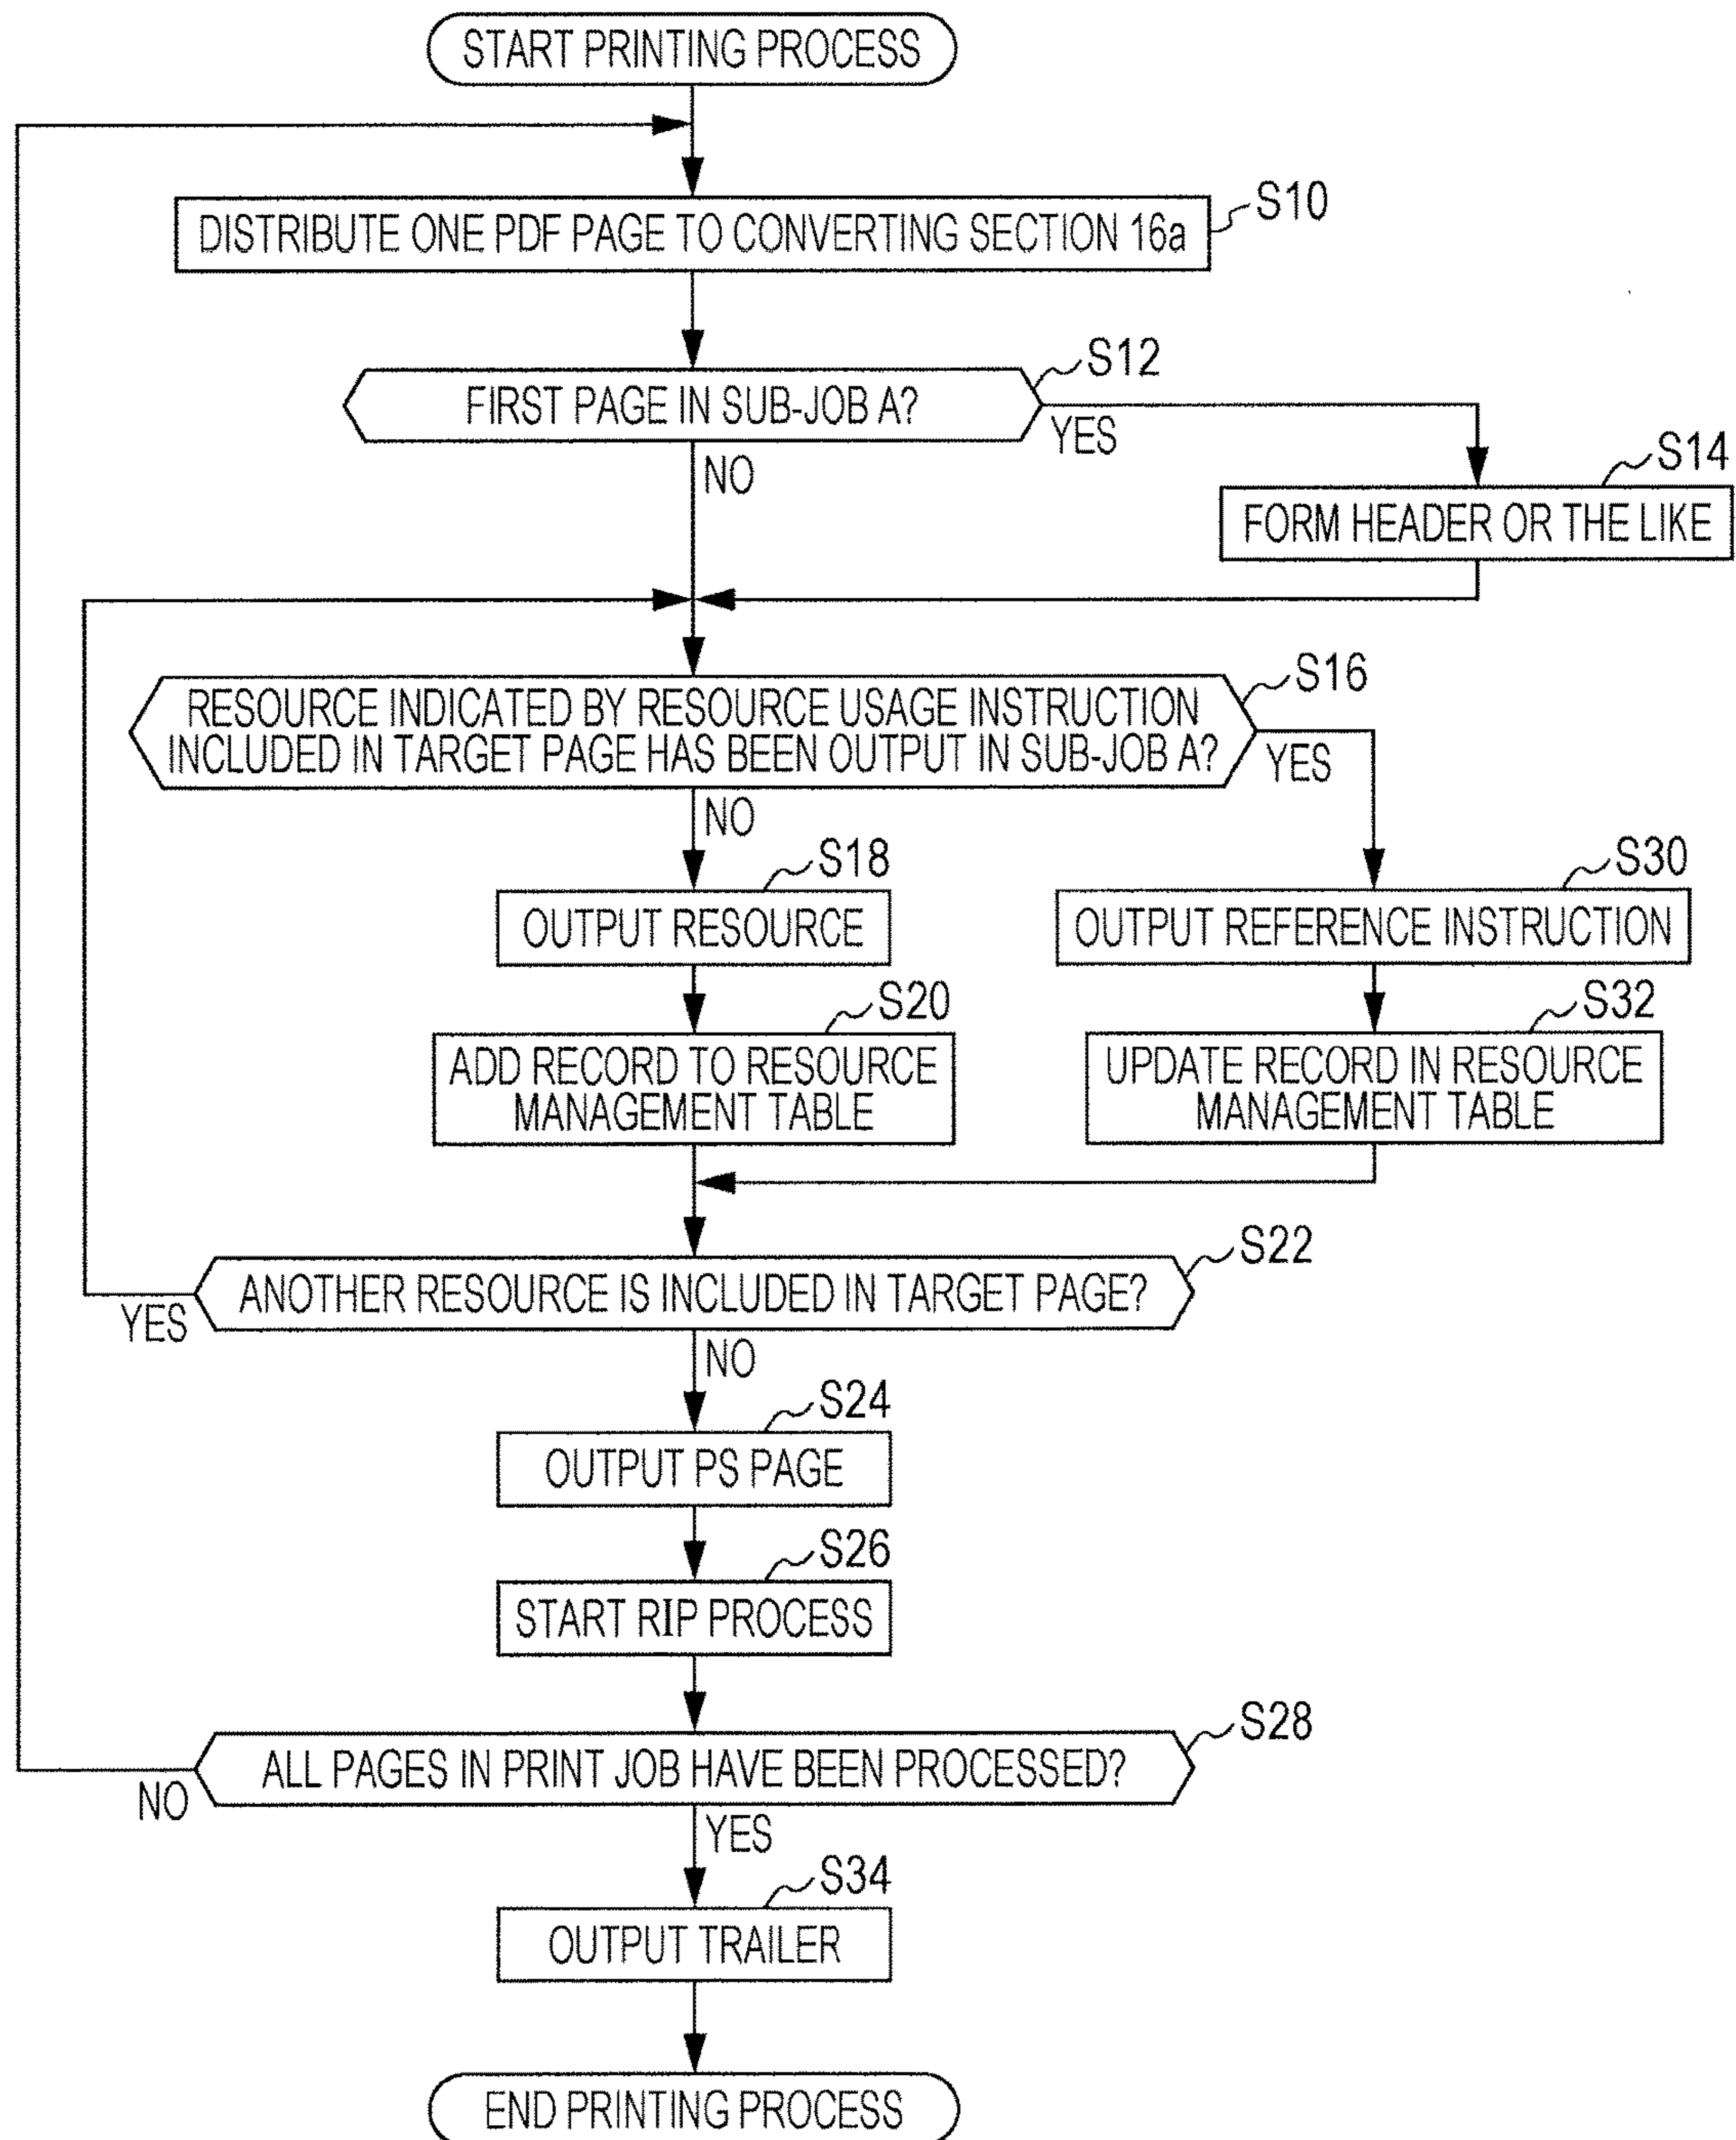 START PRINTING PROCESS
S10
DISTRIBUTE ONE PDF PAGE TO CONVERTING SECTION 16a
S12
FIRST PAGE IN SUB-JOB A?
YES
NO
S14
FORM HEADER OR THE LIKE
S16
RESOURCE INDICATED BY RESOURCE USAGE INSTRUCTION
INCLUDED IN TARGET PAGE HAS BEEN OUTPUT IN SUB-JOB A?
YES
NO
S18
OUTPUT RESOURCE
S30
OUTPUT REFERENCE INSTRUCTION
S20
ADD RECORD TO RESOURCE
MANAGEMENT TABLE
S32
UPDATE RECORD IN RESOURCE
MANAGEMENT TABLE
S22
ANOTHER RESOURCE IS INCLUDED IN TARGET PAGE?
YES
NO
S24
OUTPUT PS PAGE
S26
START RIP PROCESS
S28
ALL PAGES IN PRINT JOB HAVE BEEN PROCESSED?
NO
YES
S34
OUTPUT TRAILER
END PRINTING PROCESS